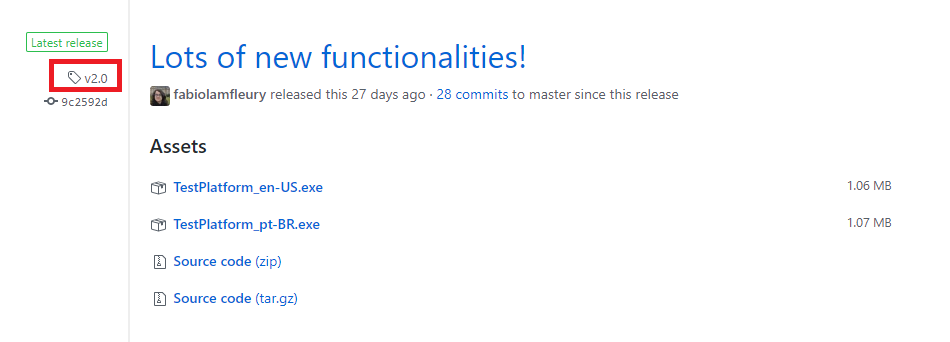 Latest release
v2.0
9c2592d
Lots of new functionalities!
fabiolamfleury released this 27 days ago · 28 commits to master since this release
Assets
TestPlatform_en-US.exe 1.06 MB
TestPlatform_pt-BR.exe 1.07 MB
Source code (zip)
Source code (tar.gz)